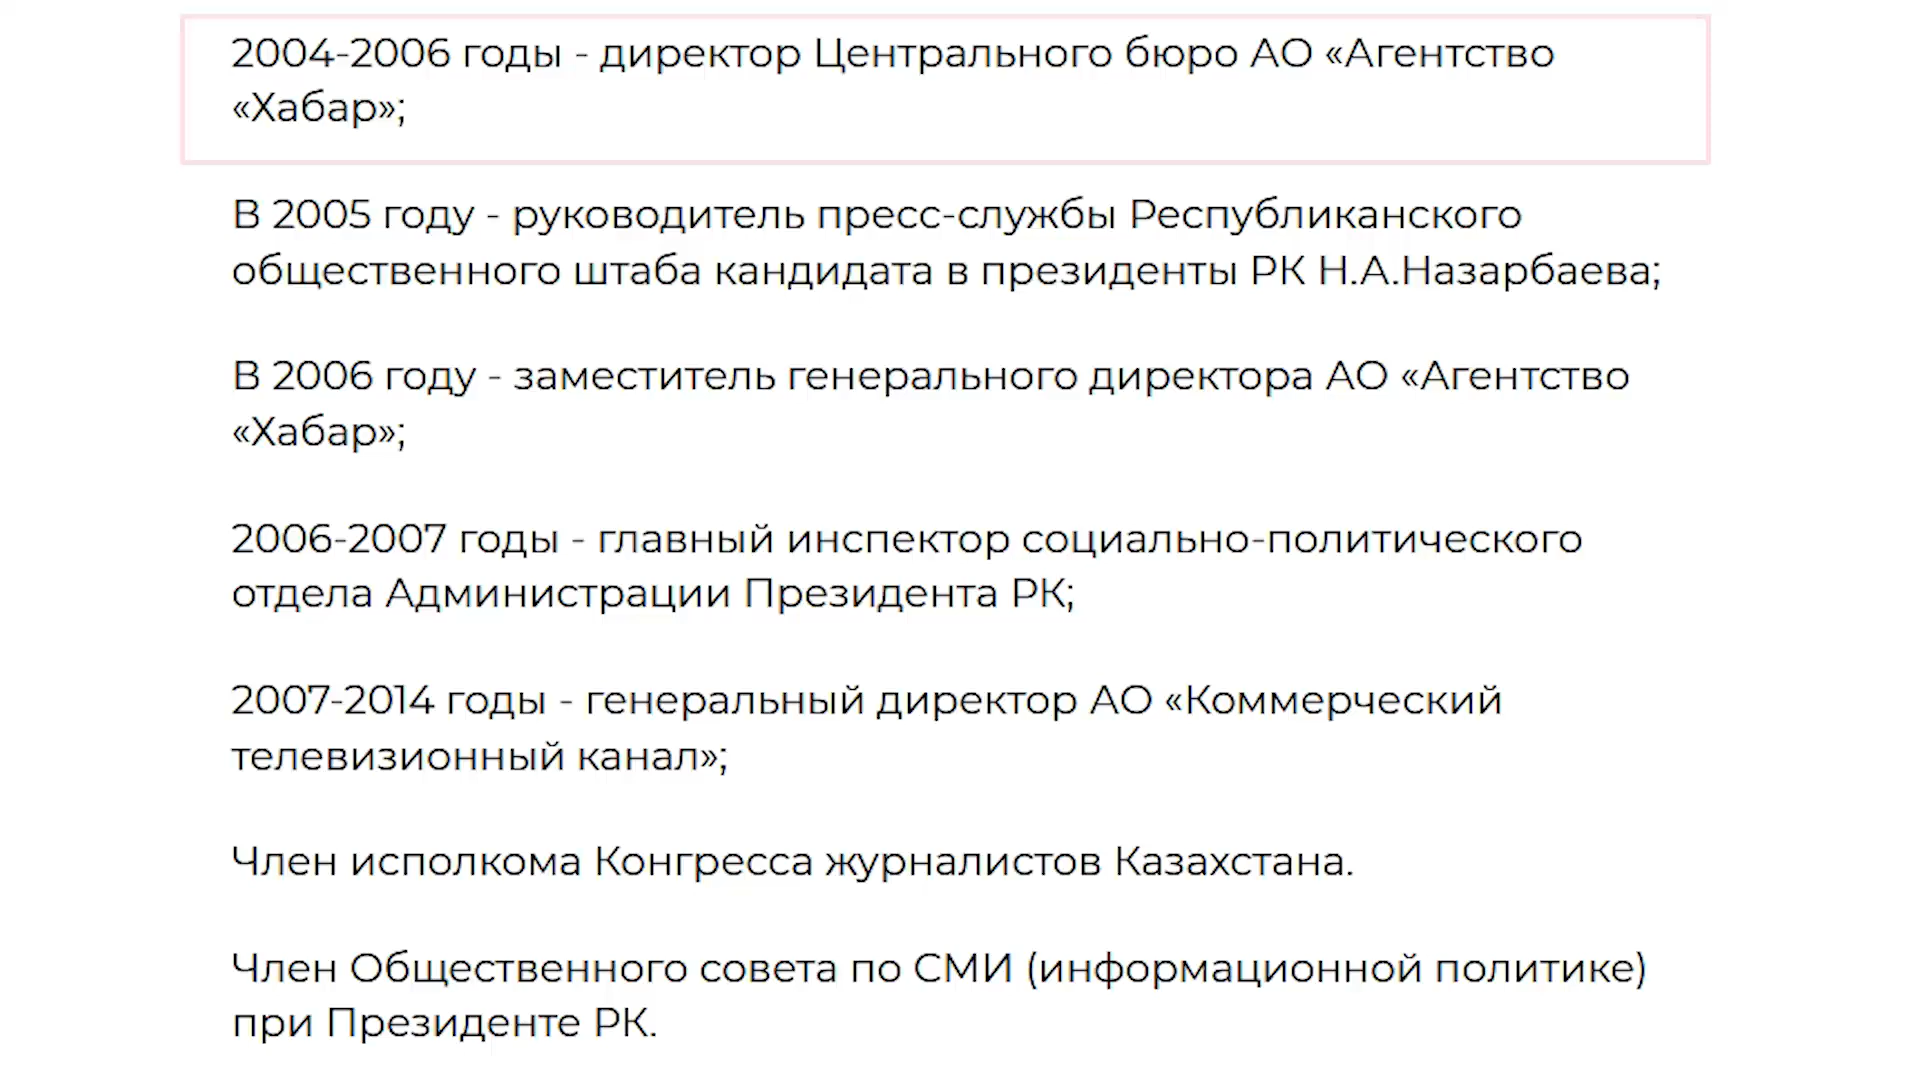 2004-2006 годы - директор Центрального бюро АО «Агентство
«Хабар»;
В 2005 году - руководитель пресс-службы Республиканского
общественного штаба кандидата в президенты РК Н.А.Назарбаева;
В 2006 году - заместитель генерального директора АО «Агентство
«Хабар»;
2006-2007 годы - главный инспектор социально-политического
отдела Администрации Президента РК;
2007-2014 годы - генеральный директор АО «Коммерческий
телевизионный канал»;
Член исполкома Конгресса журналистов Казахстана.
Член Общественного совета по СМИ (информационной политике)
при Президенте РК.